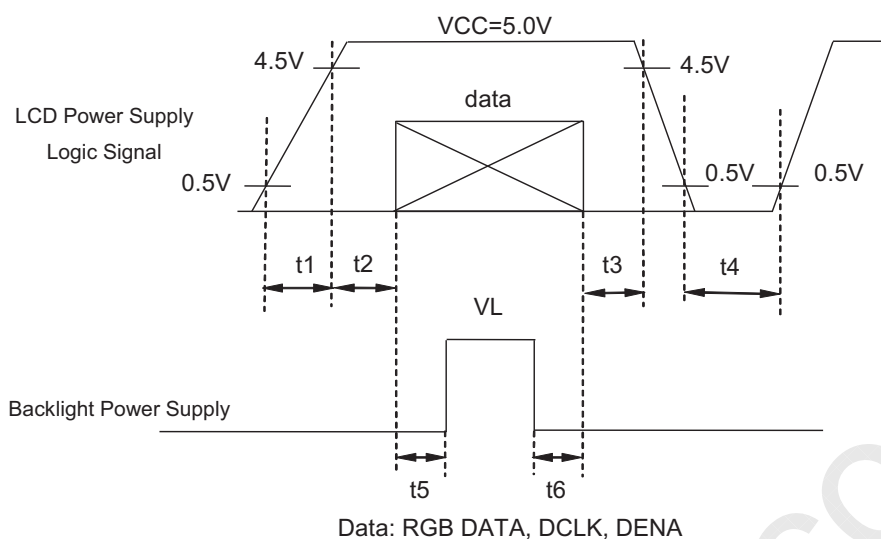 VCC=5.0V
4.5V
4.5V
data
LCD Power Supply
Logic Signal
0.5V
0.5V
0.5V
t1
t2
t3
t4
VL
Backlight Power Supply
t5
t6
Data: RGB DATA, DCLK, DENA